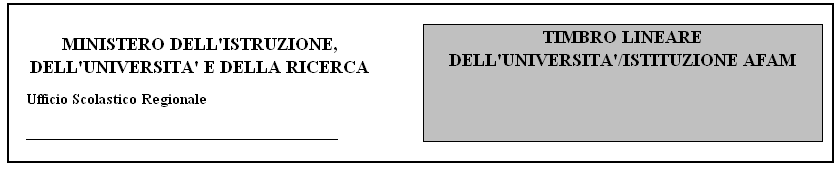 MINISTERO DELL'ISTRUZIONE,
DELL'UNIVERSITA' E DELLA RICERCA
Ufficio Scolastico Regionale
TIMBRO LINEARE
DELL'UNIVERSITA'/ISTITUZIONE AFAM